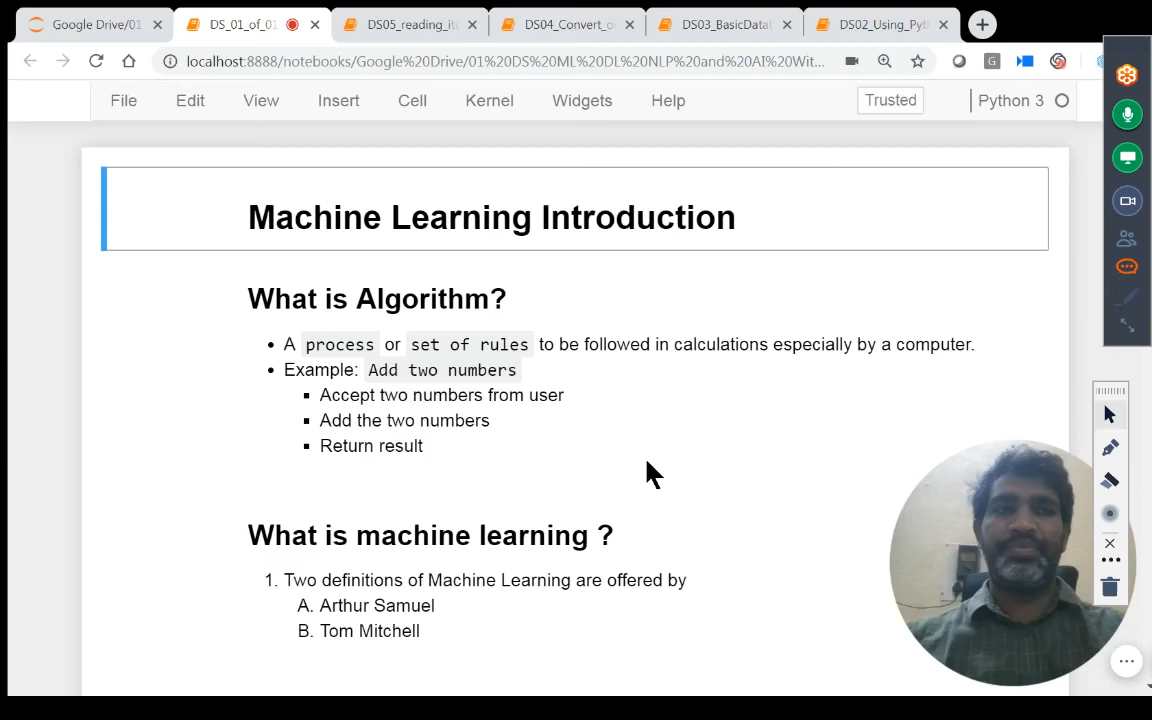 Google Drive/01
DS_01_of_01
DS05_reading_ite
DS04_Convert_o
DS03_BasicDatal
DS02_Using_Pyt
localhost:8888/notebooks/Google%20Drive/01%20DS%20ML%20DL%20NLP%20and%20AI%20Wit...
File Edit View Insert Cell Kernel Widgets Help Trusted Python 3
Machine Learning Introduction
What is Algorithm?
• A process or set of rules to be followed in calculations especially by a computer.
• Example: Add two numbers
▪ Accept two numbers from user
▪ Add the two numbers
▪ Return result
What is machine learning ?
1. Two definitions of Machine Learning are offered by
A. Arthur Samuel
B. Tom Mitchell